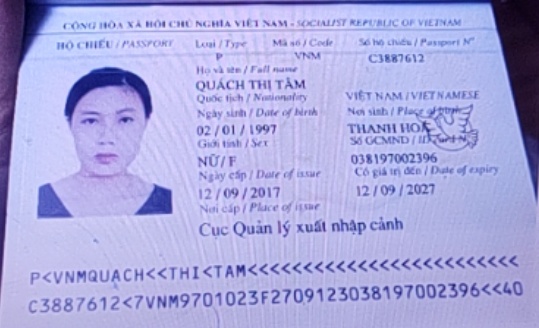 CỘNG HÒA XÃ HỘI CHỦ NGHĨA VIỆT NAM - SOCIALIST REPUBLIC OF VIETNAM
HỘ CHIẾU / PASSPORT Loại / Type Mã số / Code Số hộ chiếu / Passport Nº
P VNM C3887612
Họ và tên / Full name
QUÁCH THỊ TÂM
Quốc tịch / Nationality VIỆT NAM / VIETNAMESE
Ngày sinh / Date of birth Nơi sinh / Place of birth
02 / 01 / 1997 THANH HOÁ
Giới tính / Sex Số GCMND / ID Card Nº
NỮ / F 038197002396
Ngày cấp / Date of issue Có giá trị đến / Date of expiry
12 / 09 / 2017 12 / 09 / 2027
Nơi cấp / Place of issue
Cục Quản lý xuất nhập cảnh
P<VNMQUACH<<THI<TAM<<<<<<<<<<<<<<<<<<<<<<<<<
C3887612<7VNM9701023F2709123038197002396<<40